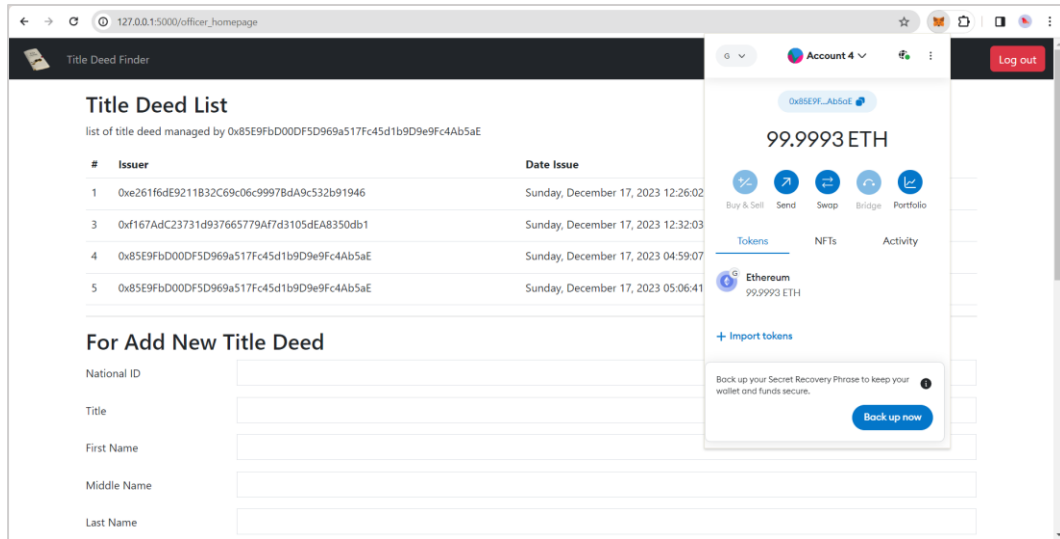 127.0.0.1:5000/officer_homepage
Title Deed Finder
Log out
Title Deed List
list of title deed managed by 0x85E9FbD00DF5D969a517Fc45d1b9D9e9Fc4Ab5aE
# Issuer Date Issue
1 0xe261f6dE9211B32C69c06c9997BdA9c532b91946 Sunday, December 17, 2023 12:26:02
3 0xf167AdC23731d937665779Af7d3105dEA8350db1 Sunday, December 17, 2023 12:32:03
4 0x85E9FbD00DF5D969a517Fc45d1b9D9e9Fc4Ab5aE Sunday, December 17, 2023 04:59:07
5 0x85E9FbD00DF5D969a517Fc45d1b9D9e9Fc4Ab5aE Sunday, December 17, 2023 05:06:41
For Add New Title Deed
National ID
Title
First Name
Middle Name
Last Name
G Account 4
0x85E9F...Ab5aE
99.9993 ETH
Buy & Sell Send Swap Bridge Portfolio
Tokens NFTs Activity
G
Ethereum
99.9993 ETH
+ Import tokens
Back up your Secret Recovery Phrase to keep your
wallet and funds secure.
Back up now